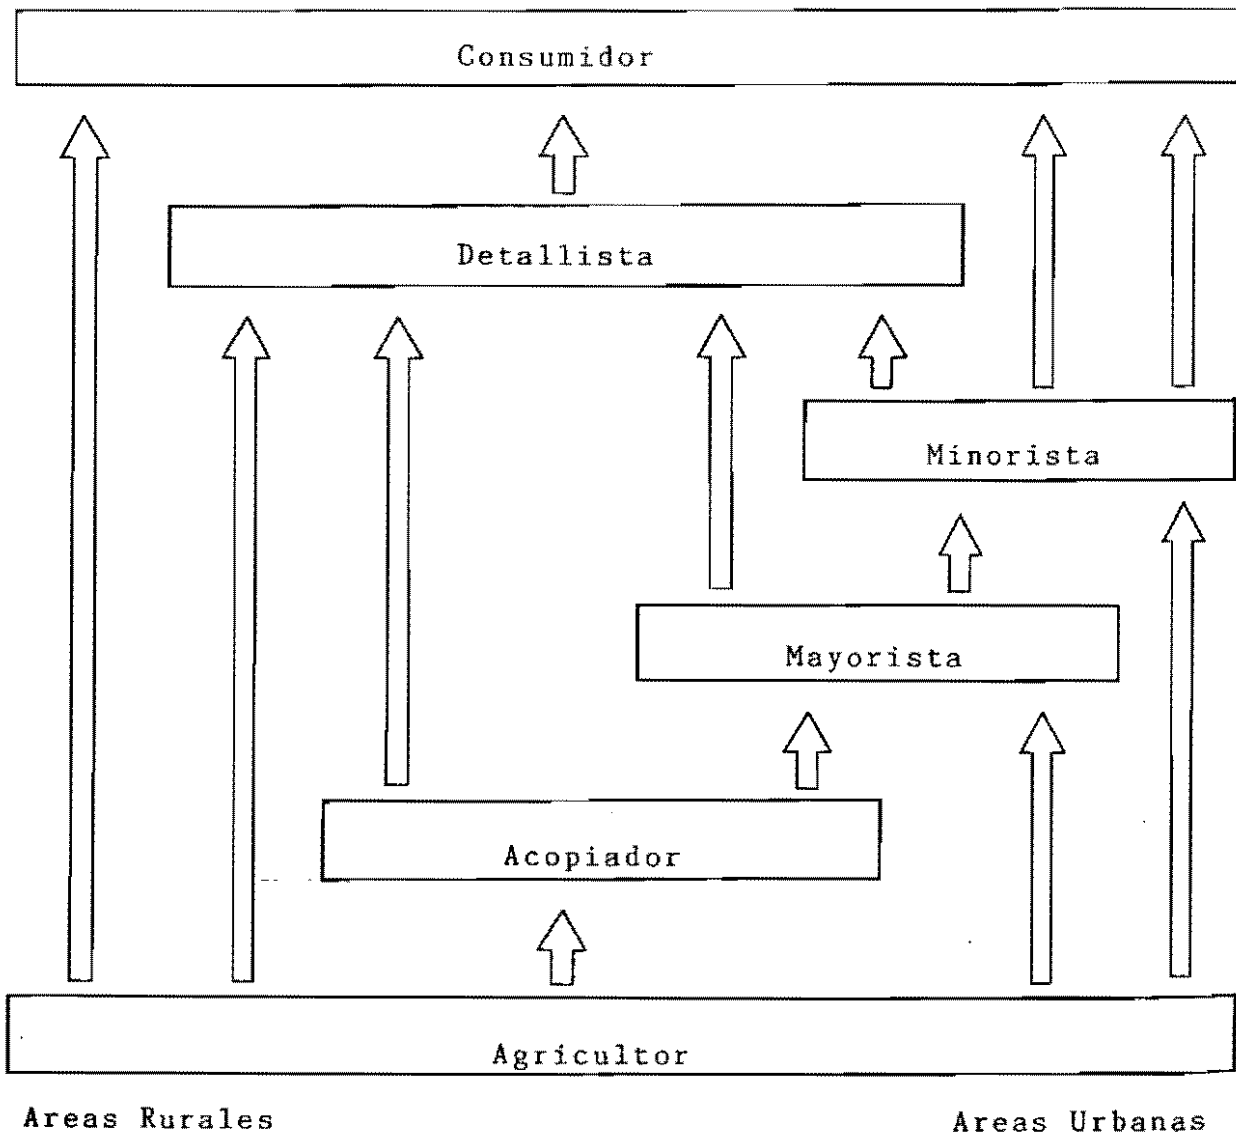 Consumidor
Detallista
Minorista
Mayorista
Acopiador
Agricultor
Areas Rurales
Areas Urbanas